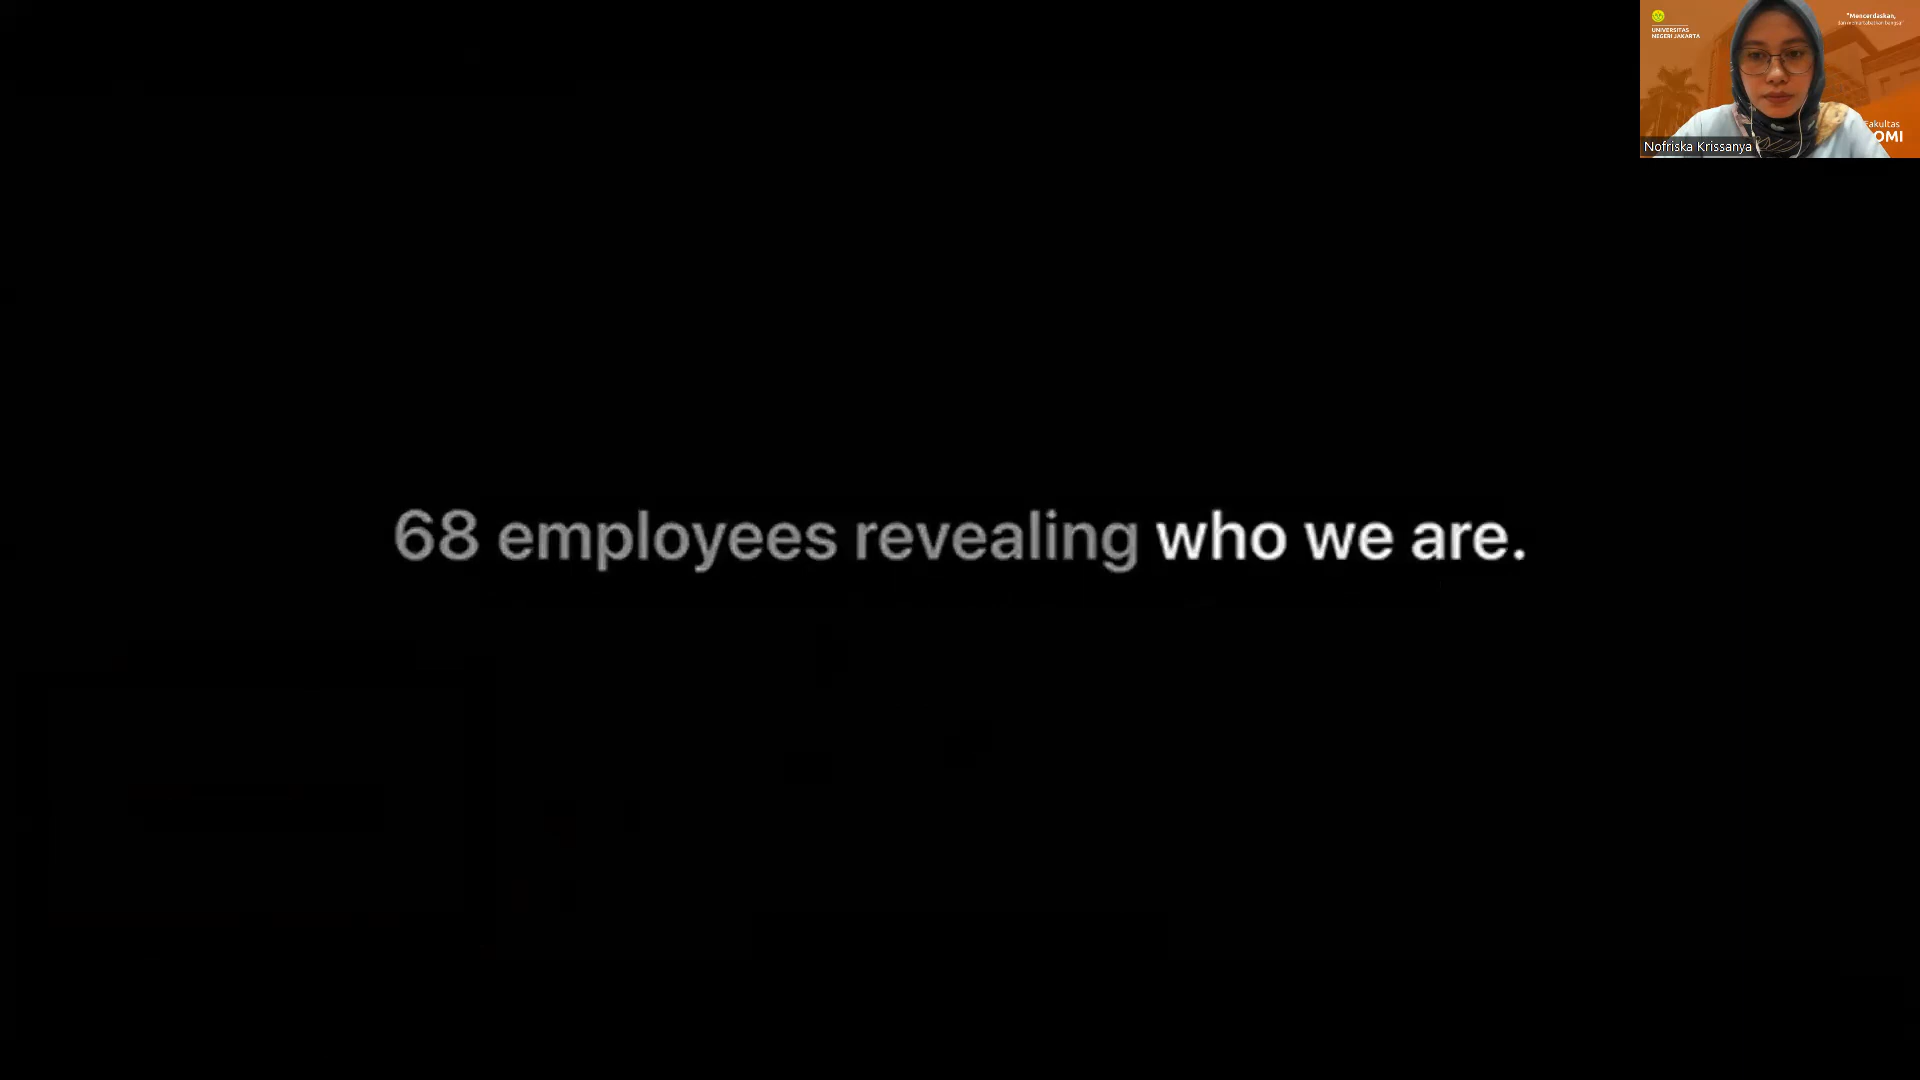 UNIVERSITAS
NEGERI JAKARTA
"Mencerdaskan,
Fakultas
OMI
Nofriska Krissanya
68 employees revealing who we are.